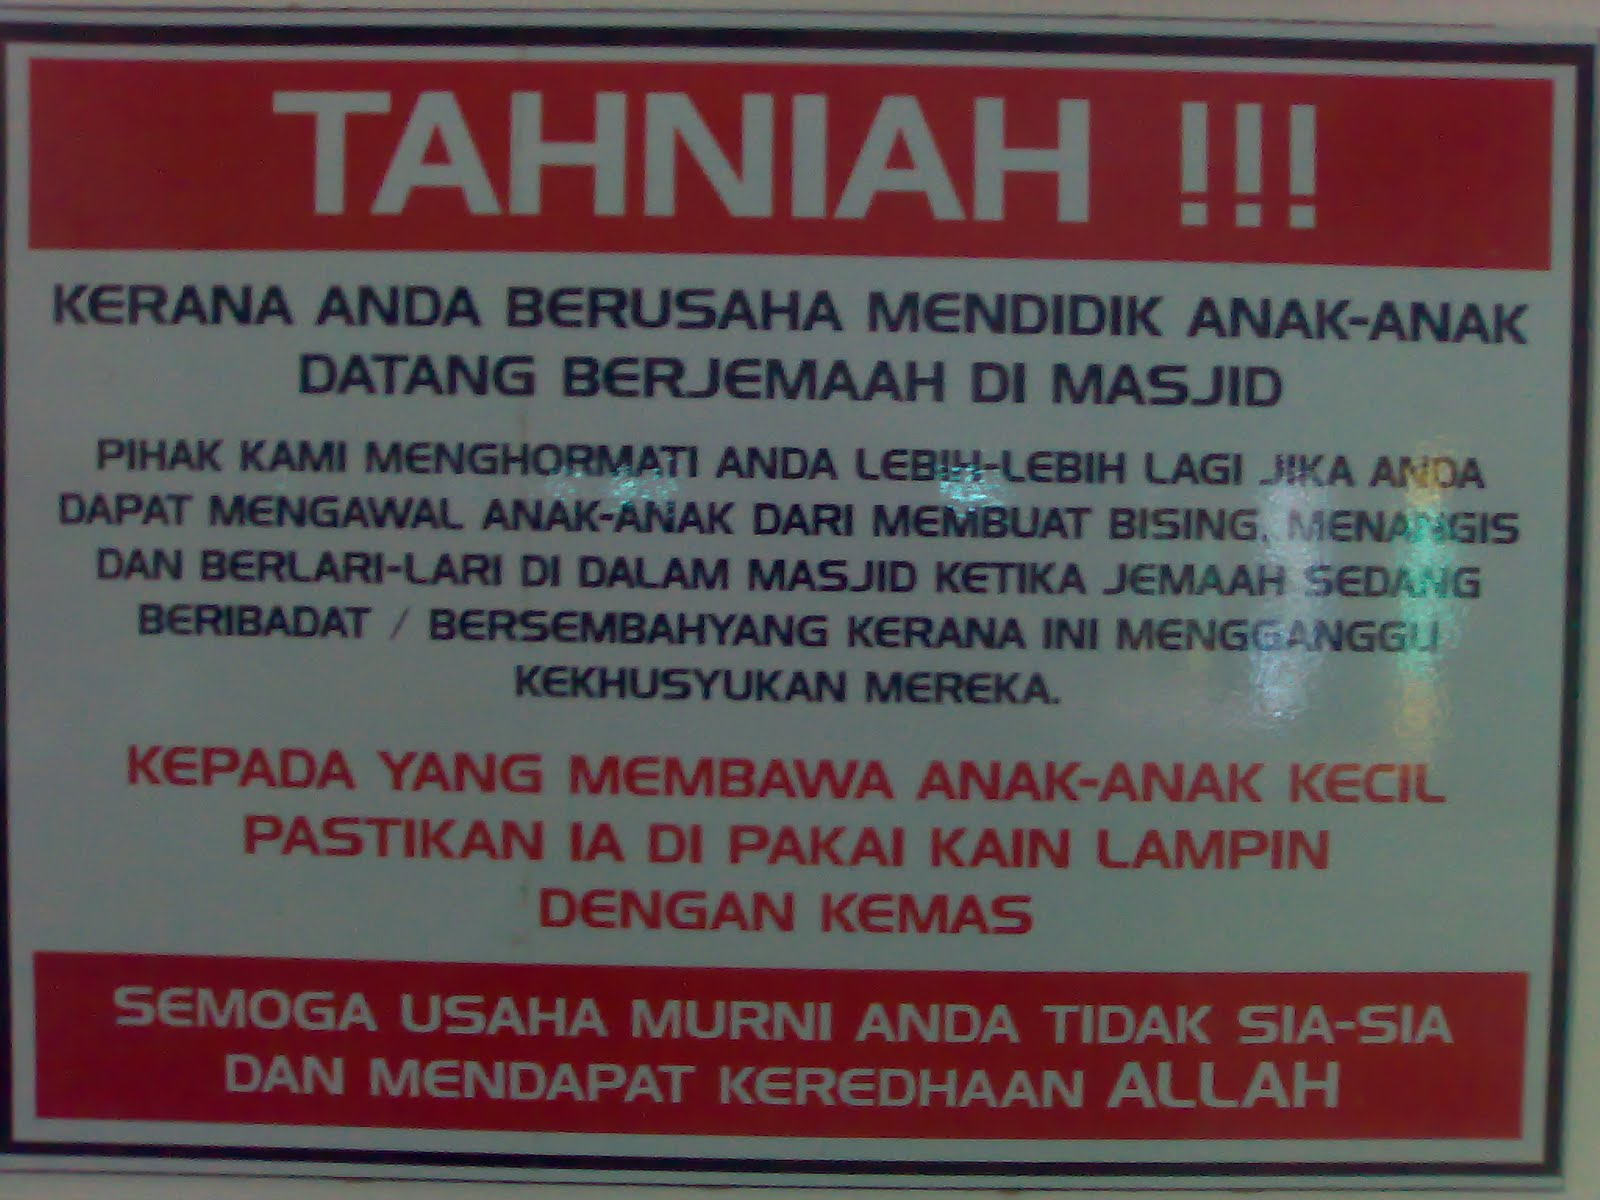 TAHNIAH !!!
KERANA ANDA BERUSAHA MENDIDIK ANAK-ANAK
DATANG BERJEMAAH DI MASJID
PIHAK KAMI MENGHORMATI ANDA LEBIH-LEBIH LAGI JIKA ANDA
DAPAT MENGAWAL ANAK-ANAK DARI MEMBUAT BISING, MENANGIS
DAN BERLARI-LARI DI DALAM MASJID KETIKA JEMAAH SEDANG
BERIBADAT / BERSEMBAHYANG KERANA INI MENGGANGGU
KEKHUSYUKAN MEREKA.
KEPADA YANG MEMBAWA ANAK-ANAK KECIL
PASTIKAN IA DI PAKAI KAIN LAMPIN
DENGAN KEMAS
SEMOGA USAHA MURNI ANDA TIDAK SIA-SIA
DAN MENDAPAT KEREDHAAN ALLAH